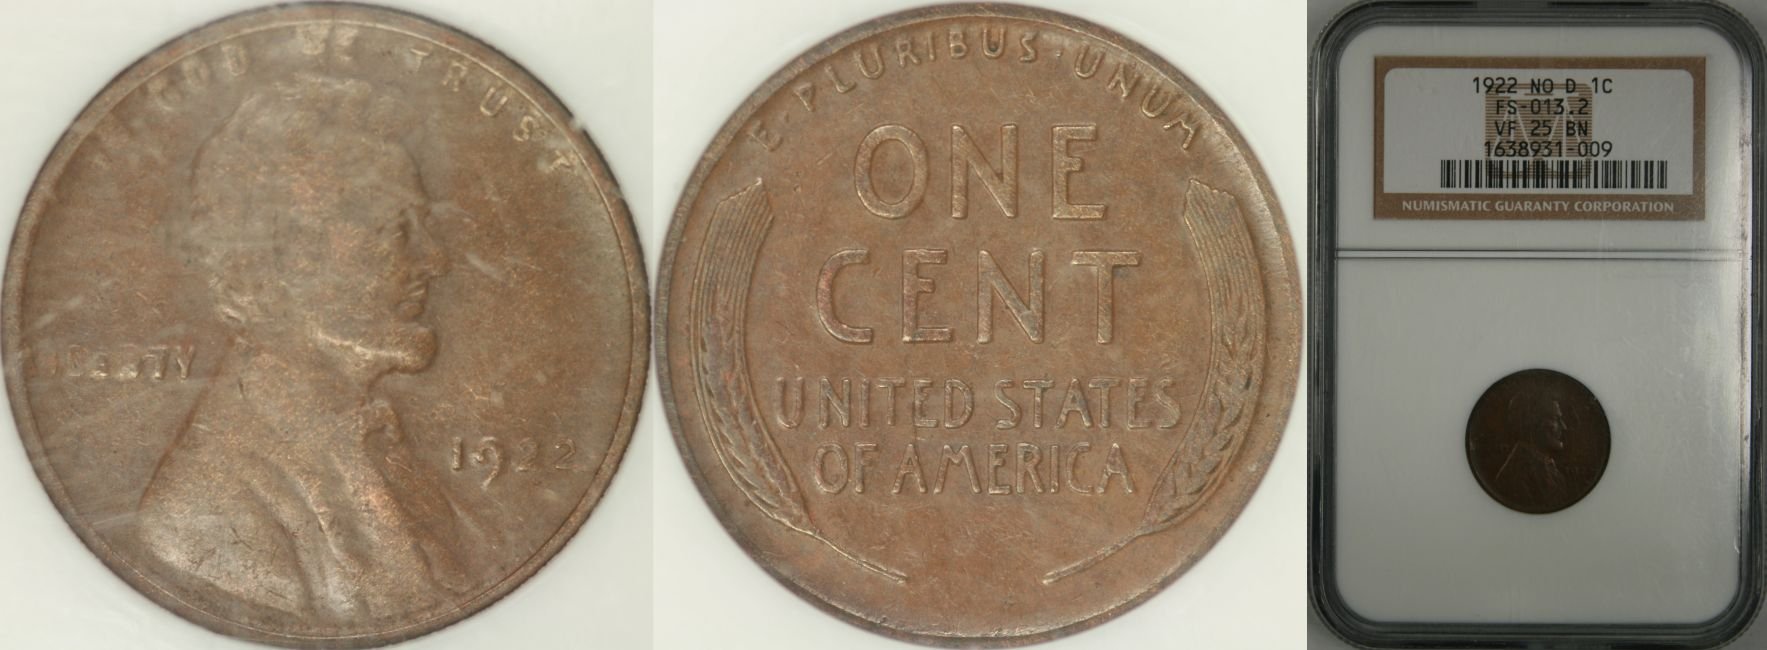 GOD WE TRUST
LIBERTY
1922
E·PLURIBUS·UNUM
ONE
CENT
UNITED STATES
OF AMERICA
1922 NO D 1C
FS-013.2
VF 25 BN
1638931-009
NUMISMATIC GUARANTY CORPORATION